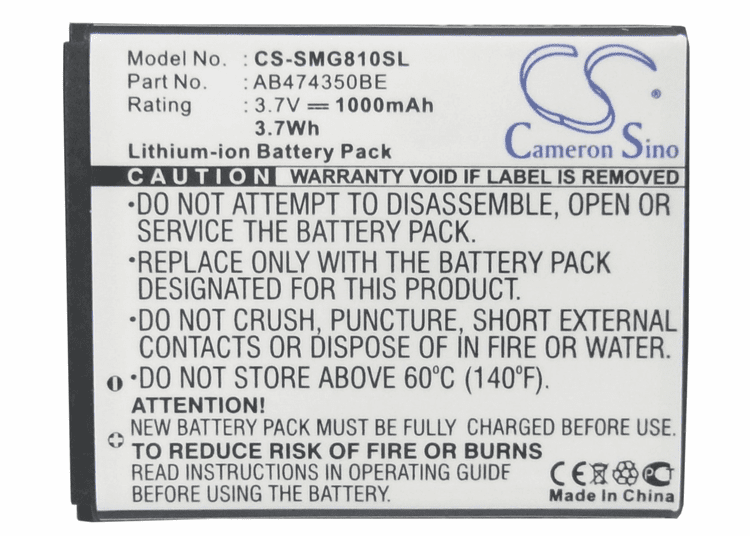 Model No. : CS-SMG810SL
Part No. : AB474350BE
Rating : 3.7V ⎓ 1000mAh
3.7Wh
Lithium-ion Battery Pack
CS
Cameron Sino
CAUTION WARRANTY VOID IF LABEL IS REMOVED
•DO NOT ATTEMPT TO DISASSEMBLE, OPEN OR
SERVICE THE BATTERY PACK.
•REPLACE ONLY WITH THE BATTERY PACK
DESIGNATED FOR THIS PRODUCT.
•DO NOT CRUSH, PUNCTURE, SHORT EXTERNAL
CONTACTS OR DISPOSE OF IN FIRE OR WATER.
•DO NOT STORE ABOVE 60°C (140°F).
ATTENTION!
NEW BATTERY PACK MUST BE FULLY CHARGED BEFORE USE
TO REDUCE RISK OF FIRE OR BURNS
READ INSTRUCTIONS IN OPERATING GUIDE
BEFORE CHARGING OR USING BATTERY PACK.
CE
Made In China